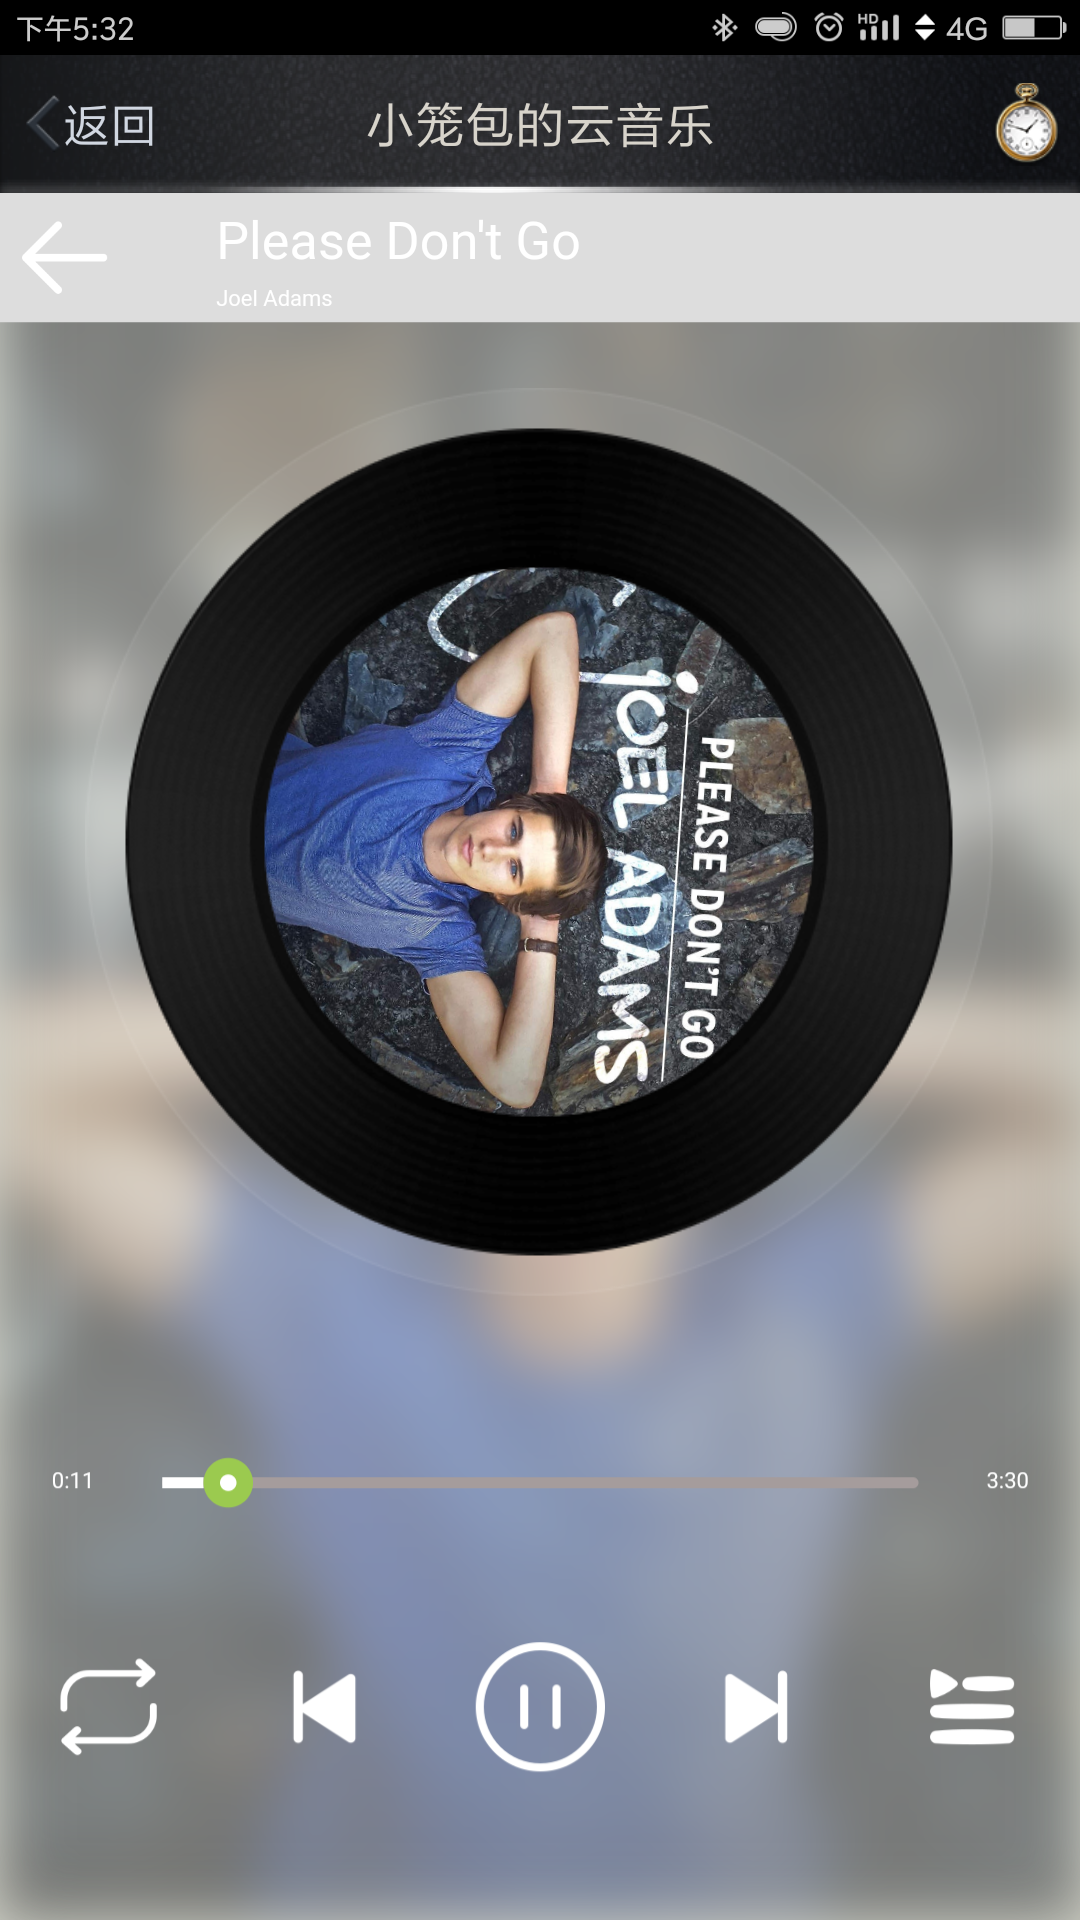 下午5:32
HD
4G
返回
小笼包的云音乐
Please Don't Go
Joel Adams
JOEL ADAMS
PLEASE DON'T GO
0:11
3:30